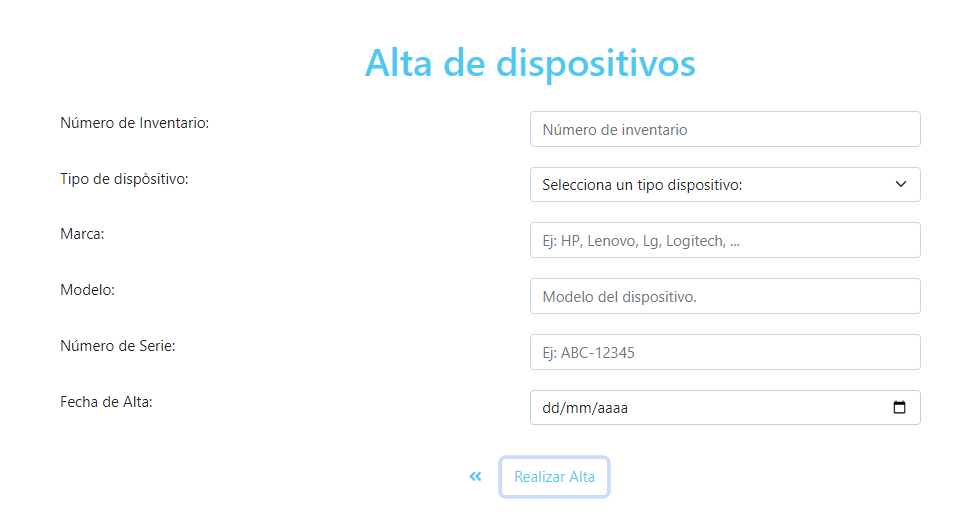 Alta de dispositivos
Número de Inventario:
Número de inventario
Tipo de dispòsitivo:
Selecciona un tipo dispositivo:
Marca:
Ej: HP, Lenovo, Lg, Logitech, ...
Modelo:
Modelo del dispositivo.
Número de Serie:
Ej: ABC-12345
Fecha de Alta:
dd/mm/aaaa
« Realizar Alta